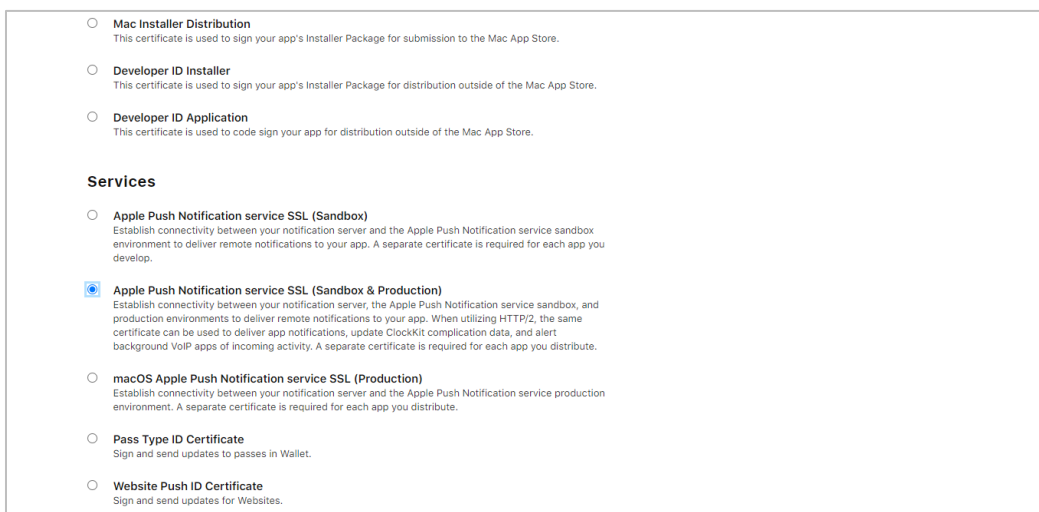 Mac Installer Distribution
This certificate is used to sign your app's Installer Package for submission to the Mac App Store.
Developer ID Installer
This certificate is used to sign your app's Installer Package for distribution outside of the Mac App Store.
Developer ID Application
This certificate is used to code sign your app for distribution outside of the Mac App Store.
Services
Apple Push Notification service SSL (Sandbox)
Establish connectivity between your notification server and the Apple Push Notification service sandbox
environment to deliver remote notifications to your app. A separate certificate is required for each app you
develop.
Apple Push Notification service SSL (Sandbox & Production)
Establish connectivity between your notification server, the Apple Push Notification service sandbox, and
production environments to deliver remote notifications to your app. When utilizing HTTP/2, the same
certificate can be used to deliver app notifications, update ClockKit complication data, and alert
background VoIP apps of incoming activity. A separate certificate is required for each app you distribute.
macOS Apple Push Notification service SSL (Production)
Establish connectivity between your notification server and the Apple Push Notification service production
environment. A separate certificate is required for each app you distribute.
Pass Type ID Certificate
Sign and send updates to passes in Wallet.
Website Push ID Certificate
Sign and send updates for Websites.